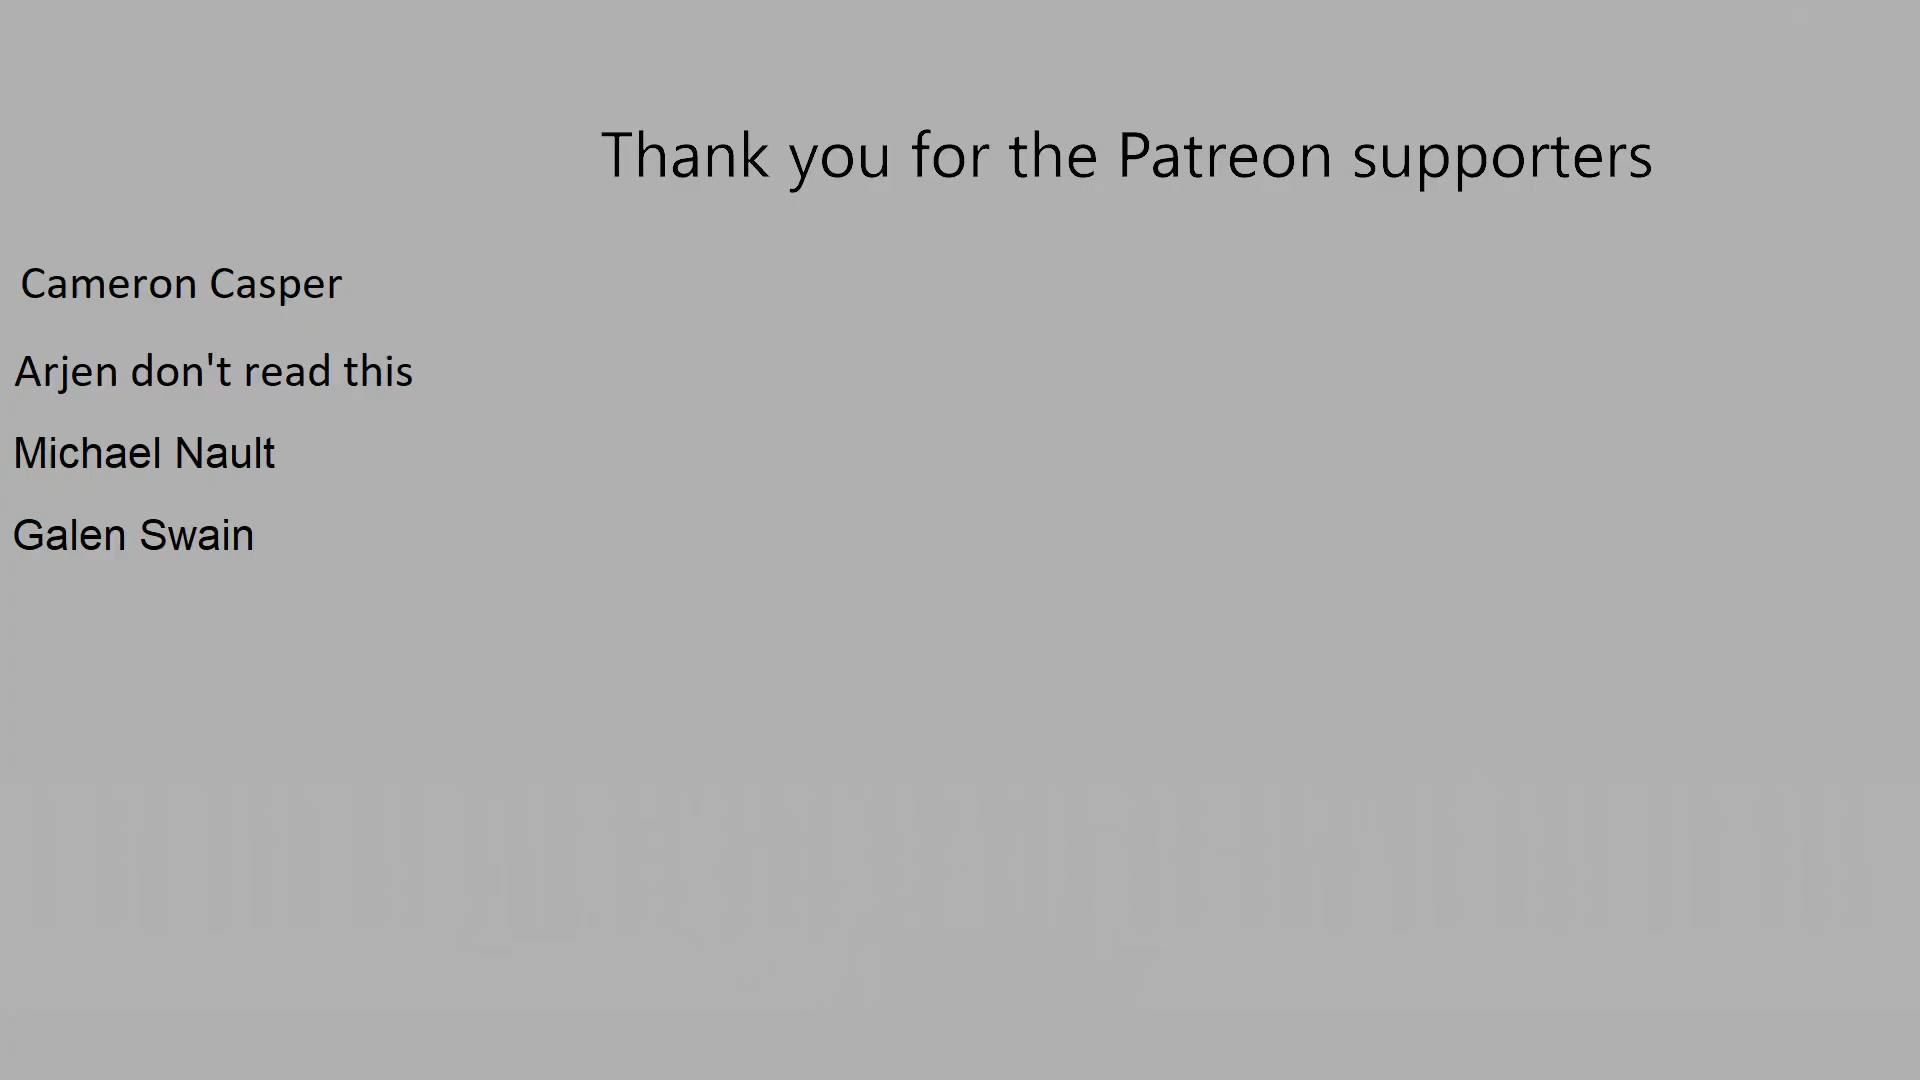 Thank you for the Patreon supporters
Cameron Casper
Arjen don't read this
Michael Nault
Galen Swain